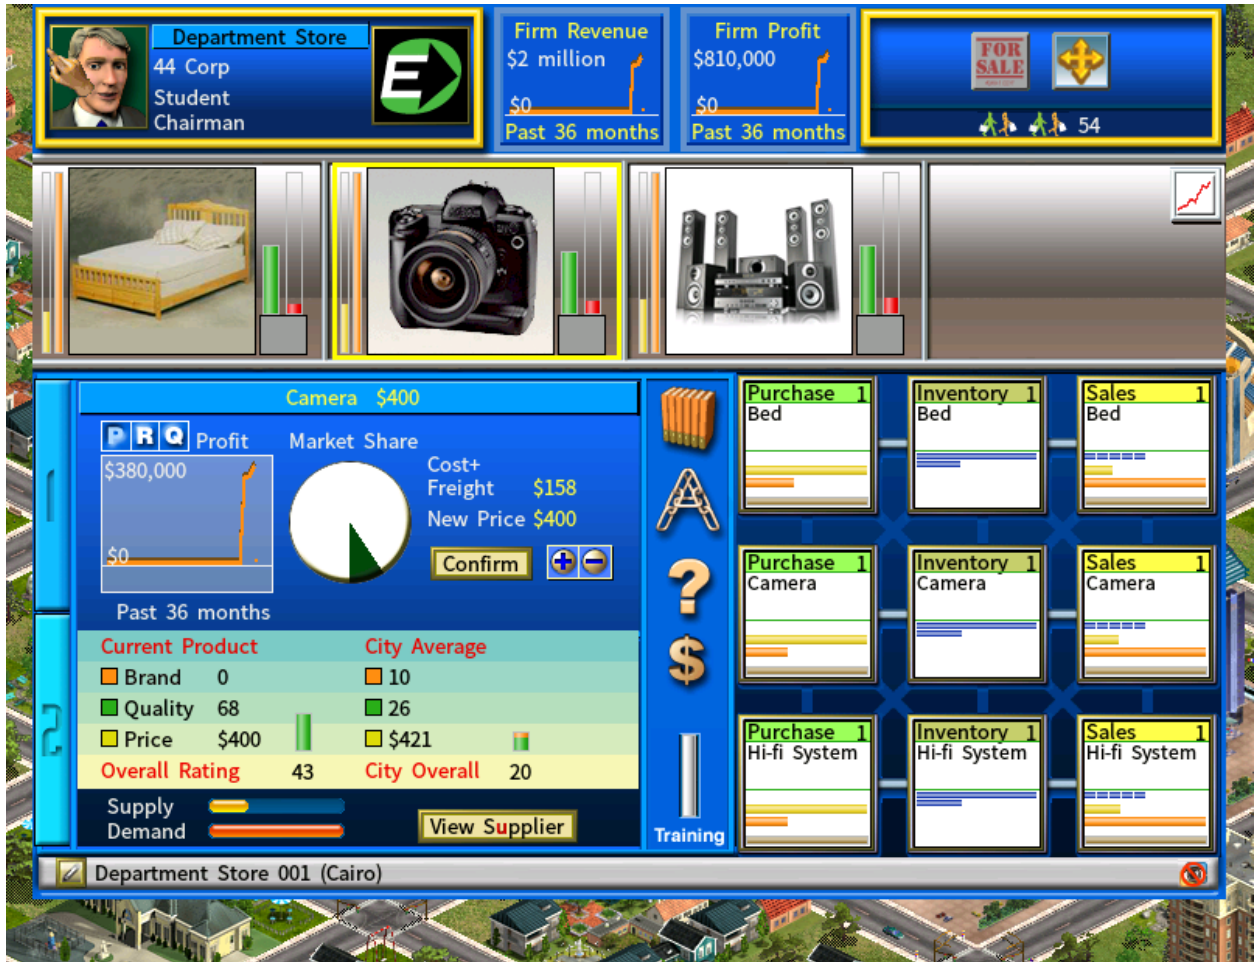 Department Store
44 Corp
Student
Chairman
E
Firm Revenue
$2 million
$0
Past 36 months
Firm Profit
$810,000
$0
Past 36 months
FOR
SALE
54
1
2
Camera $400
P R Q Profit
$380,000
$0
Past 36 months
Market Share
Cost+
Freight $158
New Price $400
Confirm
Current Product City Average
Brand 0 10
Quality 68 26
Price $400 $421
Overall Rating 43 City Overall 20
Supply
Demand
View Supplier
A
?
$
Training
Purchase 1
Bed
Inventory 1
Bed
Sales 1
Bed
Purchase 1
Camera
Inventory 1
Camera
Sales 1
Camera
Purchase 1
Hi-fi System
Inventory 1
Hi-fi System
Sales 1
Hi-fi System
Department Store 001 (Cairo)